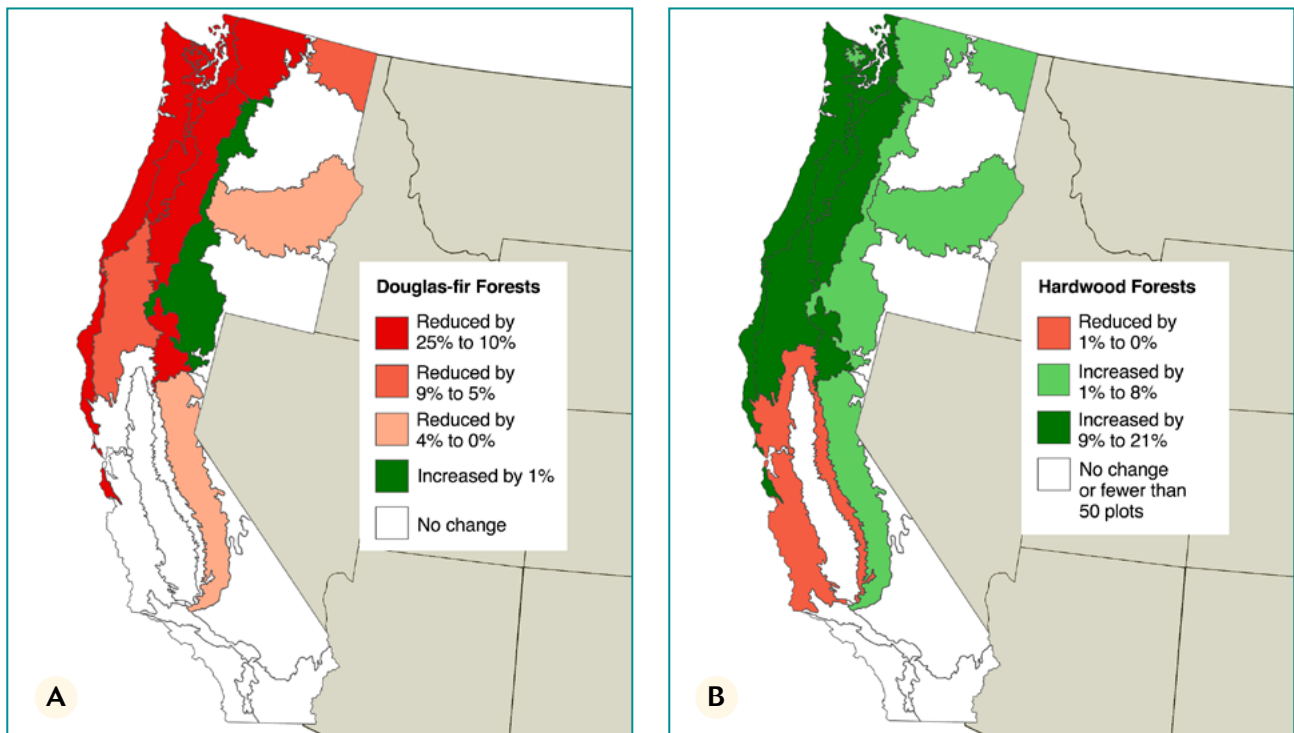 Douglas-fir Forests
Reduced by
25% to 10%
Reduced by
9% to 5%
Reduced by
4% to 0%
Increased by 1%
No change
A
Hardwood Forests
Reduced by
1% to 0%
Increased by
1% to 8%
Increased by
9% to 21%
No change
or fewer than
50 plots
B